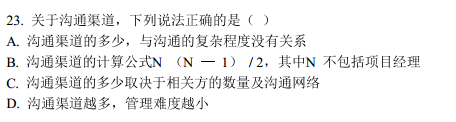 23. 关于沟通渠道，下列说法正确的是（ ）
A. 沟通渠道的多少，与沟通的复杂程度没有关系
B. 沟通渠道的计算公式N （N － 1） / 2，其中N 不包括项目经理
C. 沟通渠道的多少取决于相关方的数量及沟通网络
D. 沟通渠道越多，管理难度越小